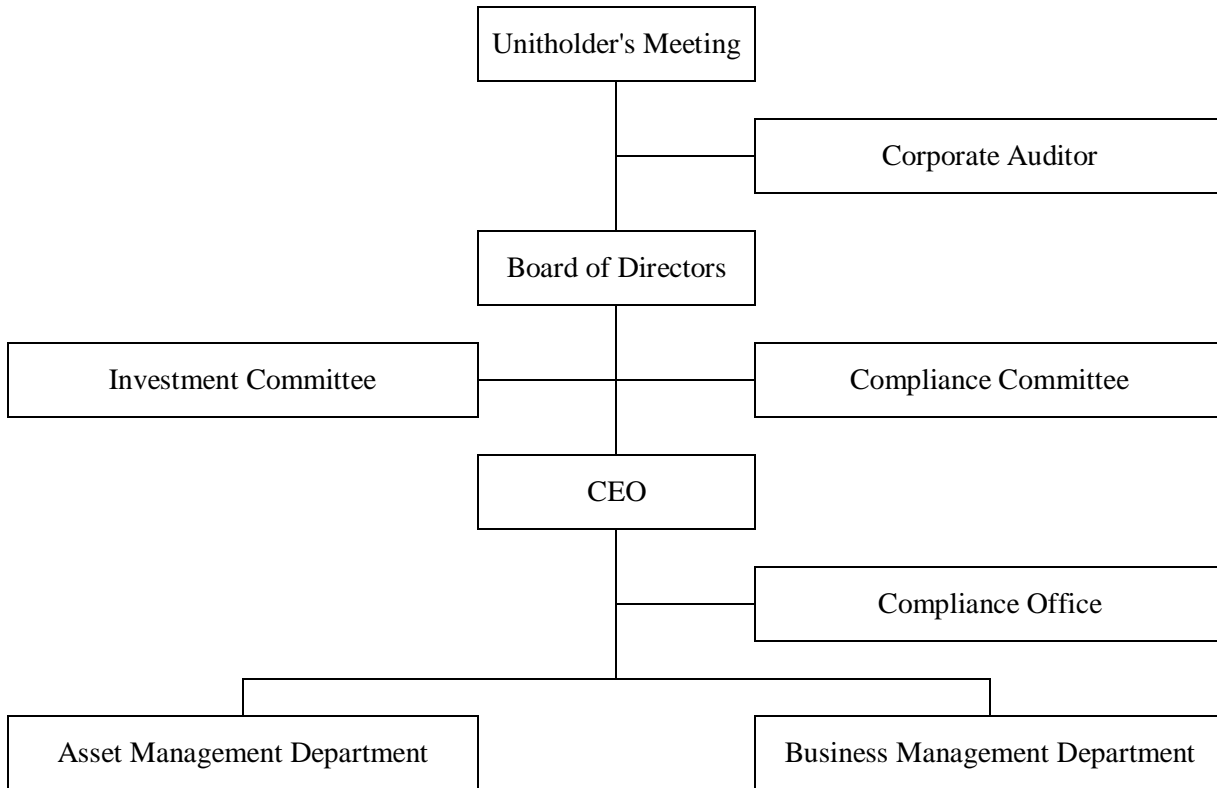 Unitholder's Meeting
Corporate Auditor
Board of Directors
Investment Committee
Compliance Committee
CEO
Compliance Office
Asset Management Department
Business Management Department